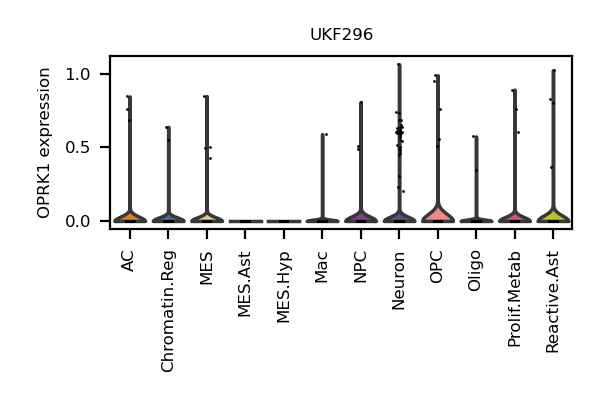 UKF296
OPRK1 expression
1.0
0.5
0.0
AC
Chromatin.Reg
MES
MES.Ast
MES.Hyp
Mac
NPC
Neuron
OPC
Oligo
Prolif.Metab
Reactive.Ast